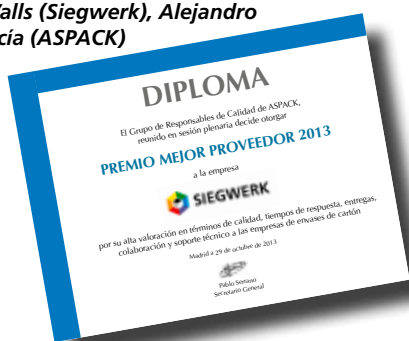 Valls (Siegwerk), Alejandro
cía (ASPACK)
DIPLOMA
El Grupo de Responsables de Calidad de ASPACK,
reunido en sesión plenaria decide otorgar
PREMIO MEJOR PROVEEDOR 2013
a la empresa
SIEGWERK
por su alta valoración en términos de calidad, tiempos de respuesta, entregas,
colaboración y soporte técnico a las empresas de envases de cartón
Madrid a 29 de octubre de 2013
Pablo Serrano
Secretario General